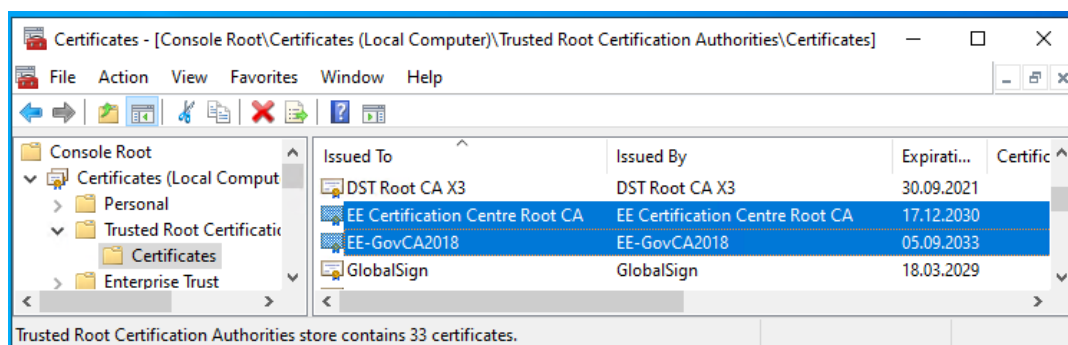 Certificates - [Console Root\Certificates (Local Computer)\Trusted Root Certification Authorities\Certificates]
File Action View Favorites Window Help
Console Root
Certificates (Local Comput
Personal
Trusted Root Certificatio
Certificates
Enterprise Trust
Issued To Issued By Expirati... Certific
DST Root CA X3 DST Root CA X3 30.09.2021
EE Certification Centre Root CA EE Certification Centre Root CA 17.12.2030
EE-GovCA2018 EE-GovCA2018 05.09.2033
GlobalSign GlobalSign 18.03.2029
Trusted Root Certification Authorities store contains 33 certificates.